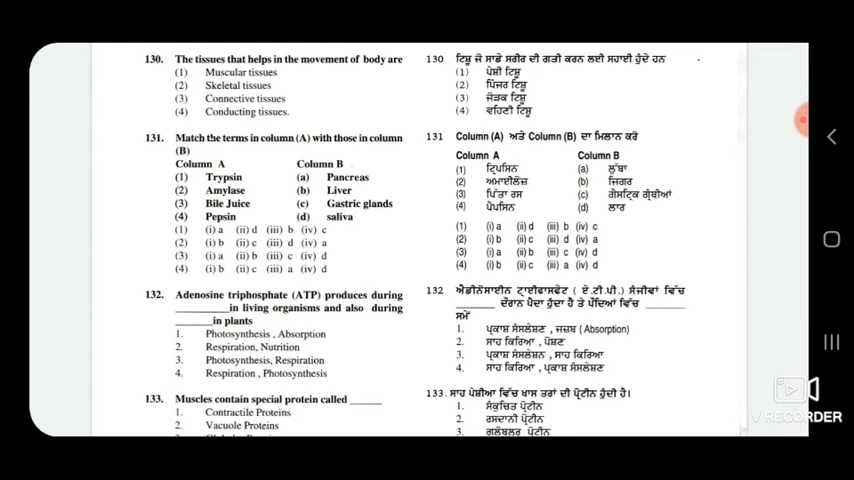 130. The tissues that helps in the movement of body are
(1) Muscular tissues
(2) Skeletal tissues
(3) Connective tissues
(4) Conducting tissues.
131. Match the terms in column (A) with those in column
(B)
Column A Column B
(1) Trypsin (a) Pancreas
(2) Amylase (b) Liver
(3) Bile Juice (c) Gastric glands
(4) Pepsin (d) saliva
(1) (i) a (ii) d (iii) b (iv) c
(2) (i) b (ii) c (iii) d (iv) a
(3) (i) a (ii) b (iii) c (iv) d
(4) (i) b (ii) c (iii) a (iv) d
132. Adenosine triphosphate (ATP) produces during
________in living organisms and also during
_______in plants
1. Photosynthesis , Absorption
2. Respiration, Nutrition
3. Photosynthesis, Respiration
4. Respiration , Photosynthesis
133. Muscles contain special protein called ______
1. Contractile Proteins
2. Vacuole Proteins
130 ਟਿਸ਼ੂ ਜੋ ਸਾਡੇ ਸਰੀਰ ਦੀ ਗਤੀ ਕਰਨ ਲਈ ਸਹਾਈ ਹੁੰਦੇ ਹਨ
(1) ਪੇਸ਼ੀ ਟਿਸ਼ੂ
(2) ਪਿੰਜਰ ਟਿਸ਼ੂ
(3) ਜੋੜਕ ਟਿਸ਼ੂ
(4) ਵਹਿਣੀ ਟਿਸ਼ੂ
131 Column (A) ਅਤੇ Column (B) ਦਾ ਮਿਲਾਨ ਕਰੋ
Column A Column B
(1) ਟ੍ਰਿਪਸਿਨ (a) ਲੁੱਬਾ
(2) ਅਮਾਈਲੇਜ਼ (b) ਜਿਗਰ
(3) ਪਿੱਤਾ ਰਸ (c) ਗੈਸਟ੍ਰਿਕ ਗ੍ਰੰਥੀਆਂ
(4) ਪੈਪਸਿਨ (d) ਲਾਰ
(1) (i) a (ii) d (iii) b (iv) c
(2) (i) b (ii) c (iii) d (iv) a
(3) (i) a (ii) b (iii) c (iv) d
(4) (i) b (ii) c (iii) a (iv) d
132 ਐਡੀਨੋਸਾਈਨ ਟ੍ਰਾਈਫਾਸਫੇਟ ( ਏ.ਟੀ.ਪੀ.) ਸੰਜੀਵਾਂ ਵਿੱਚ
_______ ਦੌਰਾਨ ਪੈਦਾ ਹੁੰਦਾ ਹੈ ਤੇ ਪੌਦਿਆਂ ਵਿੱਚ _______
ਸਮੇਂ
1. ਪ੍ਰਕਾਸ਼ ਸੰਸਲੇਸ਼ਣ , ਜਜ਼ਬ (Absorption)
2. ਸਾਹ ਕਿਰਿਆ , ਪੋਸ਼ਣ
3. ਪ੍ਰਕਾਸ਼ ਸੰਸਲੇਸ਼ਨ , ਸਾਹ ਕਿਰਿਆ
4. ਸਾਹ ਕਿਰਿਆ , ਪ੍ਰਕਾਸ਼ ਸੰਸਲੇਸ਼ਣ
133. ਸਾਹ ਪੇਸ਼ੀਆ ਵਿੱਚ ਖਾਸ ਤਰਾਂ ਦੀ ਪ੍ਰੋਟੀਨ ਹੁੰਦੀ ਹੈ।
1. ਸੰਕੁਚਿਤ ਪ੍ਰੋਟੀਨ
2. ਰਸਦਾਨੀ ਪ੍ਰੋਟੀਨ
3. ਗਲੋਬਲਰ ਪ੍ਰੋਟੀਨ
V.RECORDER